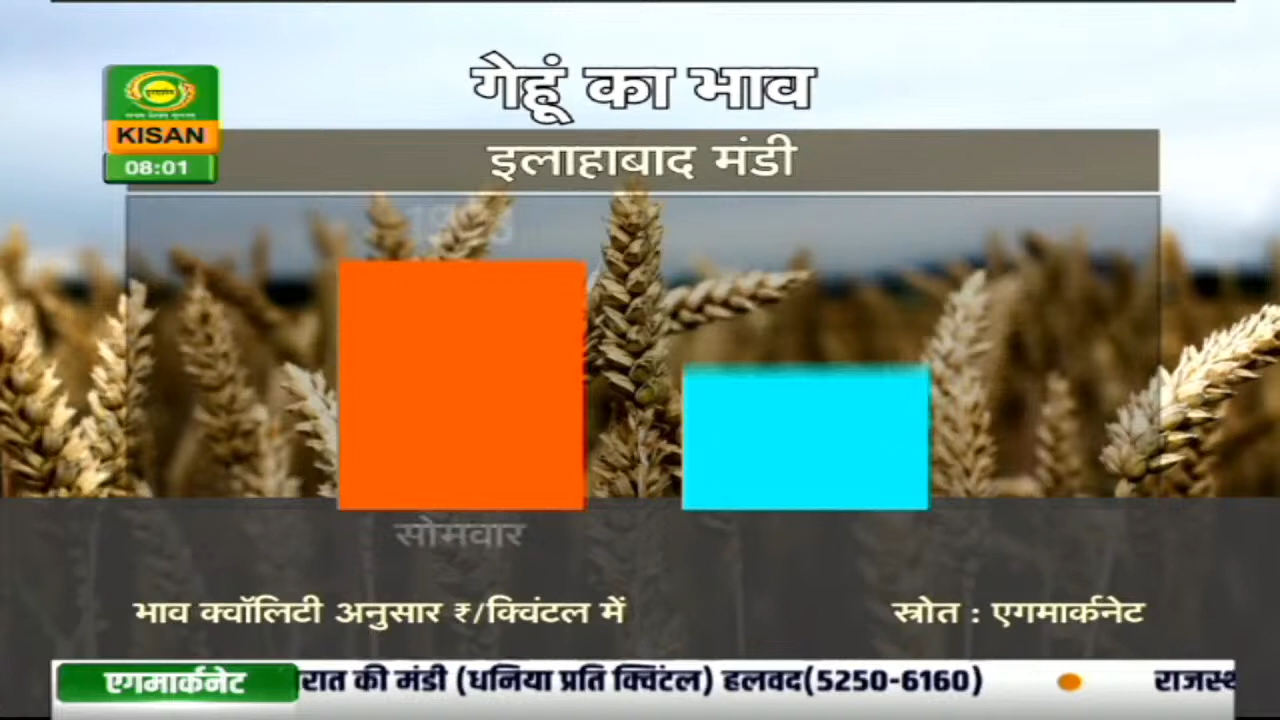 गेहूं का भाव
KISAN
08:01
इलाहाबाद मंडी
सोमवार
भाव क्वॉलिटी अनुसार ₹/क्विंटल में
स्रोत : एगमार्कनेट
एगमार्कनेट
रात की मंडी (धनिया प्रति क्विंटल) हलवद(5250-6160)